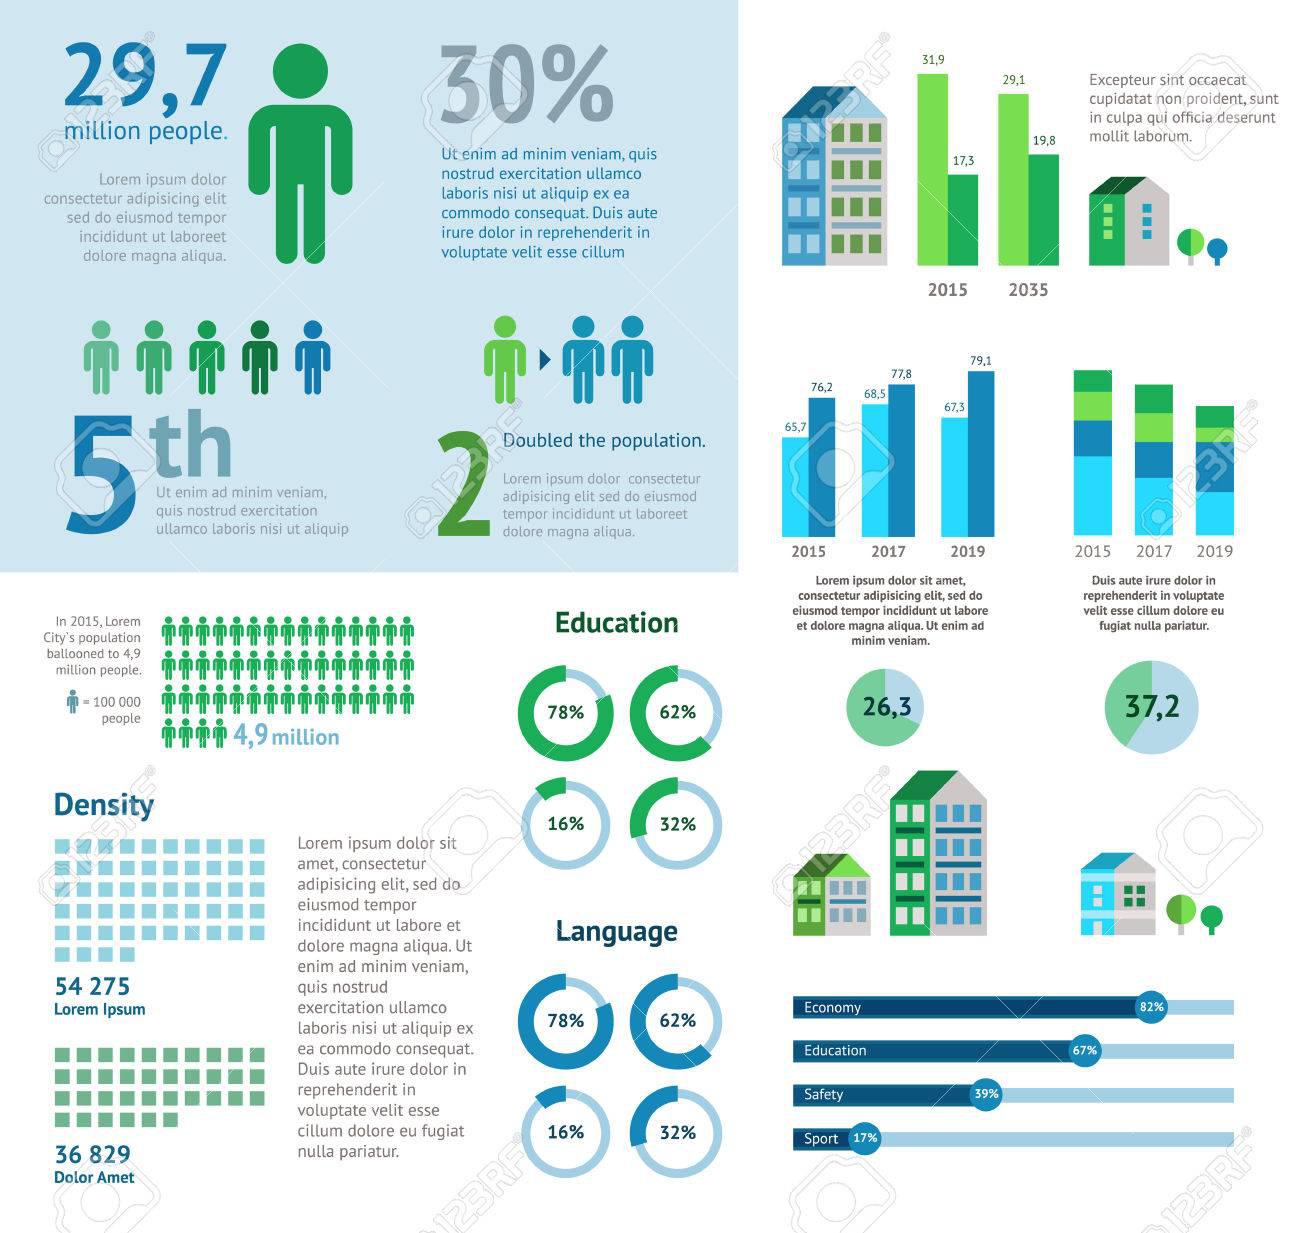 29,7
million people.
Lorem ipsum dolor
consectetur adipisicing elit
sed do eiusmod tempor
incididunt ut laboreet
dolore magna aliqua.
30%
Ut enim ad minim veniam, quis
nostrud exercitation ullamco
laboris nisi ut aliquip ex ea
commodo consequat. Duis aute
irure dolor in reprehenderit in
voluptate velit esse cillum
5th
Ut enim ad minim veniam,
quis nostrud exercitation
ullamco laboris nisi ut aliquip
2
Doubled the population.
Lorem ipsum dolor consectetur
adipisicing elit sed do eiusmod
tempor incididunt ut laboreet
dolore magna aliqua.
31,9
17,3
29,1
19,8
2015
2035
Excepteur sint occaecat
cupidatat non proident, sunt
in culpa qui officia deserunt
mollit laborum.
65,7
76,2
68,5
77,8
67,3
79,1
2015
2017
2019
Lorem ipsum dolor sit amet,
consectetur adipisicing elit, sed do
eiusmod tempor incididunt ut labore
et dolore magna aliqua. Ut enim ad
minim veniam.
2015
2017
2019
Duis aute irure dolor in
reprehenderit in voluptate
velit esse cillum dolore eu
fugiat nulla pariatur.
26,3
37,2
In 2015, Lorem
City`s population
ballooned to 4,9
million people.
= 100 000
people
4,9 million
Density
54 275
Lorem Ipsum
36 829
Dolor Amet
Lorem ipsum dolor sit
amet, consectetur
adipisicing elit, sed do
eiusmod tempor
incididunt ut labore et
dolore magna aliqua. Ut
enim ad minim veniam,
quis nostrud
exercitation ullamco
laboris nisi ut aliquip ex
ea commodo consequat.
Duis aute irure dolor in
reprehenderit in
voluptate velit esse
cillum dolore eu fugiat
nulla pariatur.
Education
78%
62%
16%
32%
Language
78%
62%
16%
32%
Economy
82%
Education
67%
Safety
39%
Sport
17%
123RF
123RF
123RF
123RF
123RF
123RF
123RF
123RF
123RF
123RF
123RF
123RF